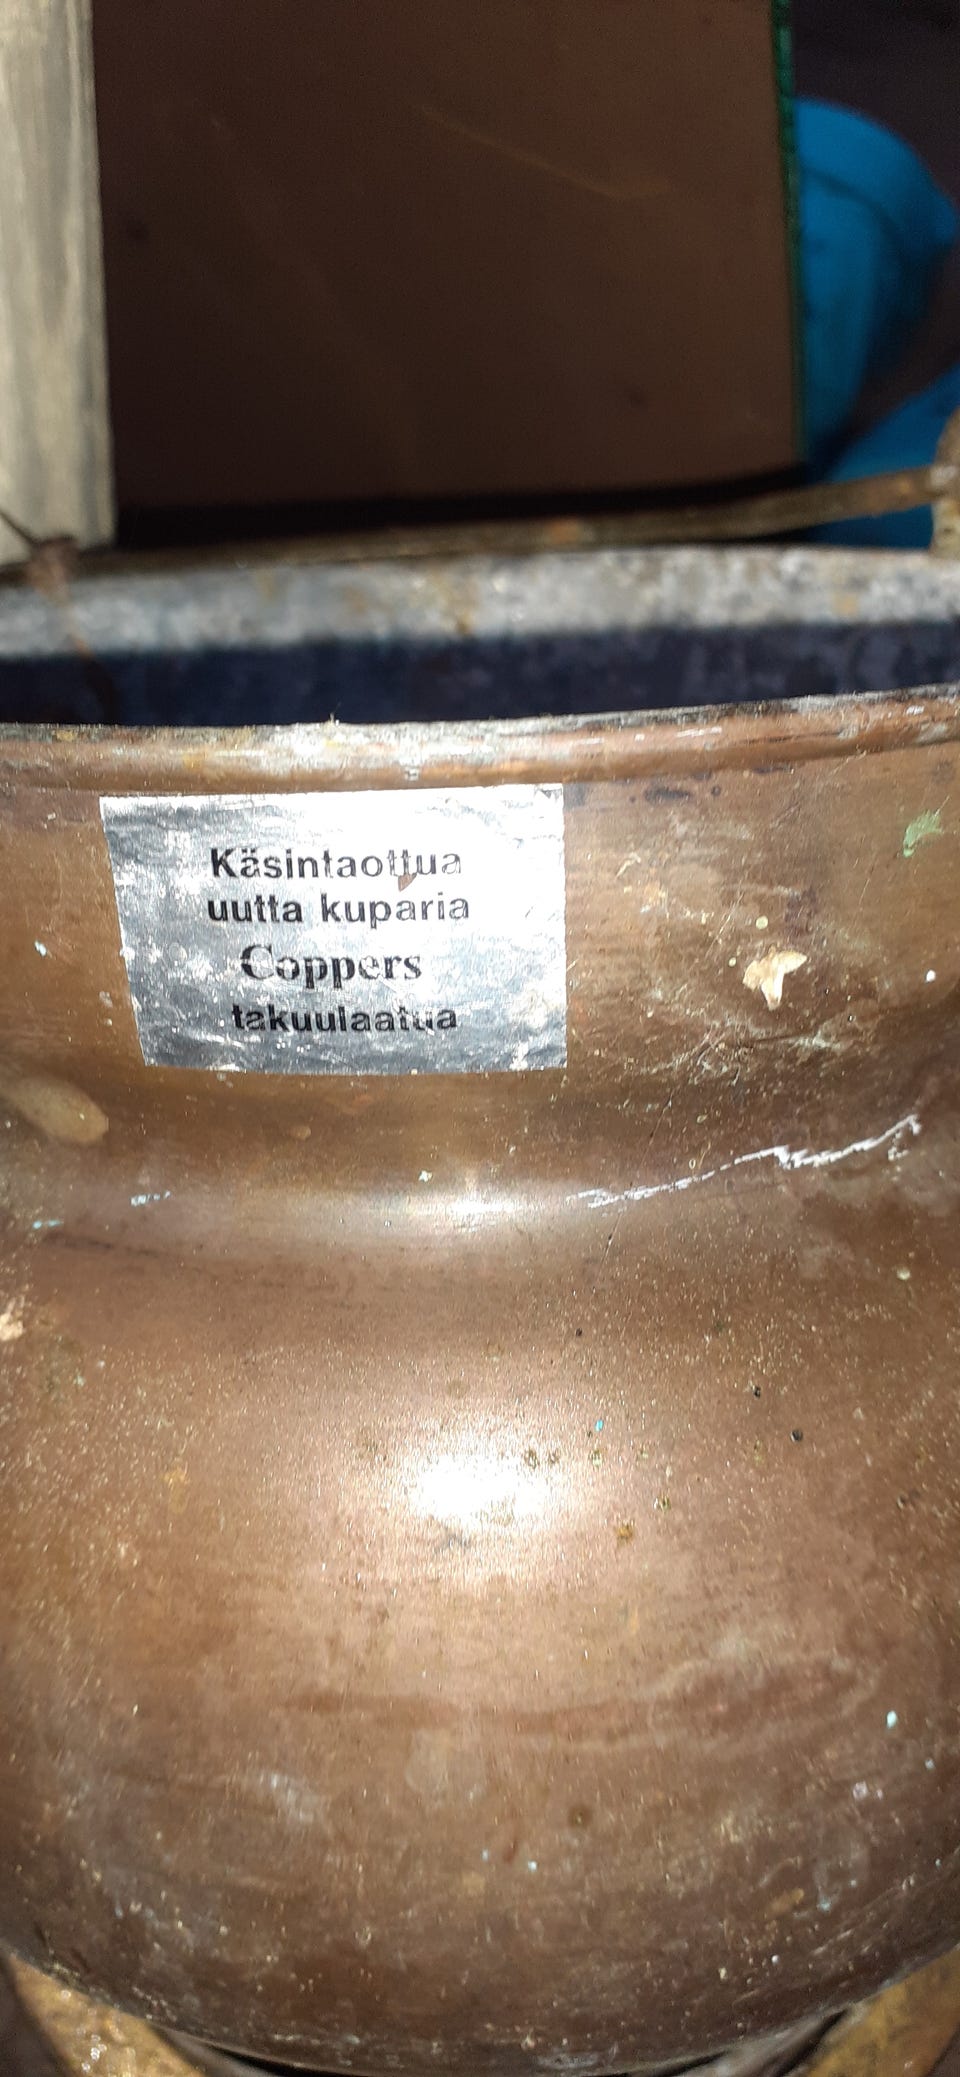 Käsintaottua
uutta kuparia
Coppers
takuulaatua